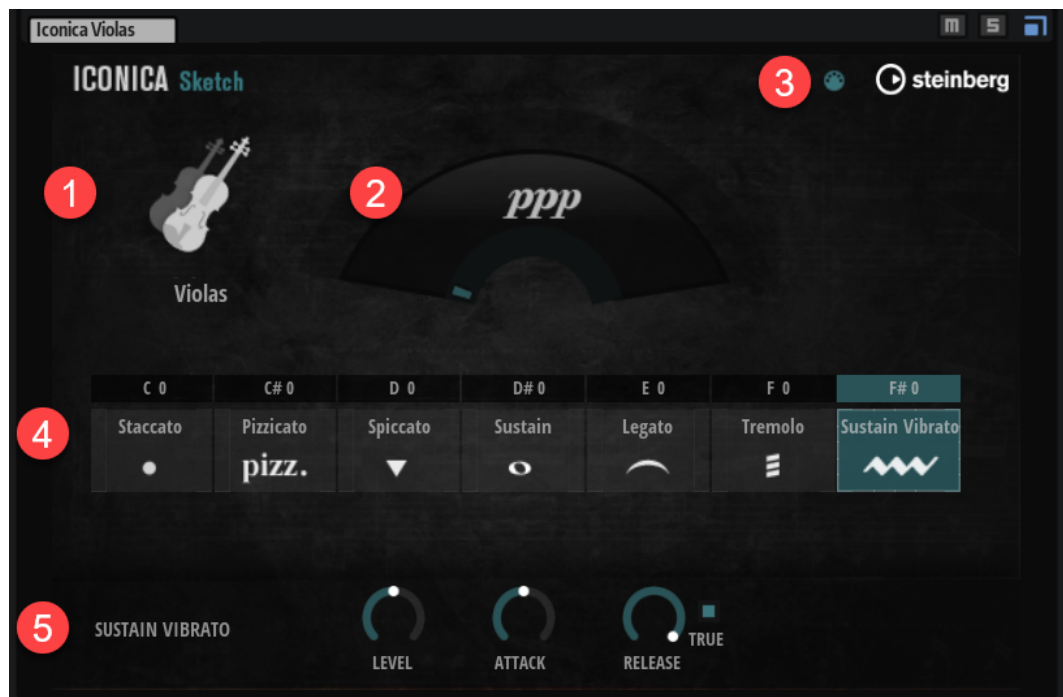 Iconica Violas
M S
ICONICA Sketch
3
steinberg
1
2
ppp
Violas
C 0 C# 0 D 0 D# 0 E 0 F 0 F# 0
4
Staccato Pizzicato Spiccato Sustain Legato Tremolo Sustain Vibrato
pizz.
5
SUSTAIN VIBRATO
TRUE
LEVEL ATTACK RELEASE